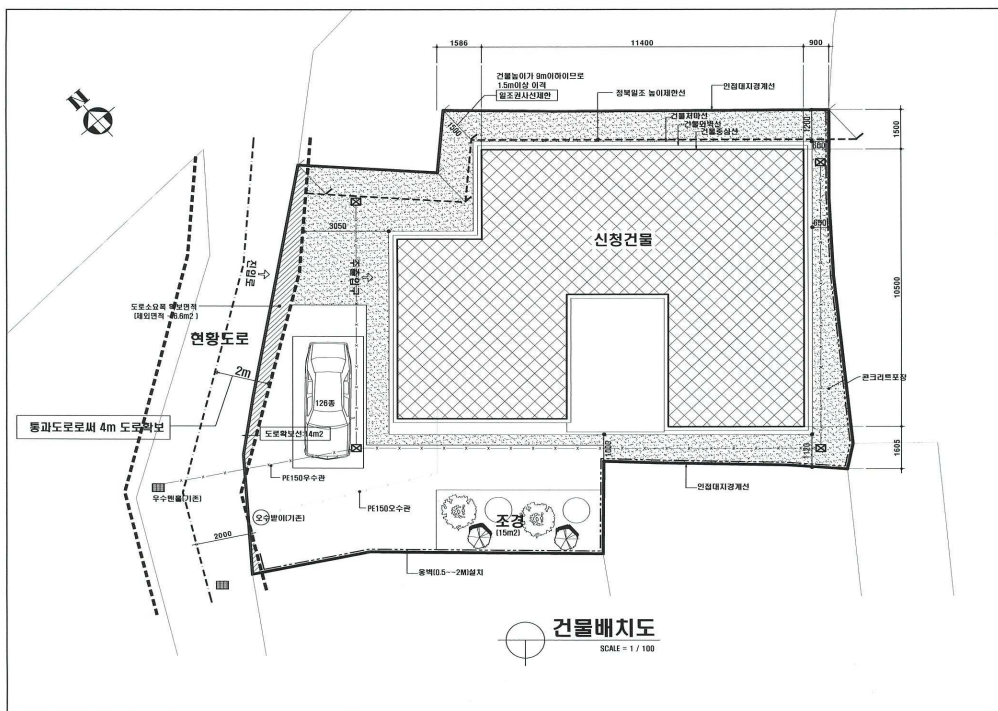 1586
11400
900
건물높이가 9m이하이므로
1.5m이상 이격
일조권사선제한
정북일조 높이제한선
인접대지경계선
건물처마선
건물외벽선
건물중심선
N
1500
1200
1500
680
3050
650
신청건물
진입로
주출입구
10500
도로소요폭 확보면적
현황도로
2m
콘크리트포장
126종
통과도로로써 4m 도로확보
1000
1120
1605
PE150우수관
인접대지경계선
우수맨홀(기존)
PE150오수관
오수받이(기존)
조경
(15m2)
2000
옹벽(0.5--2M)설치
건물배치도
SCALE = 1 / 100